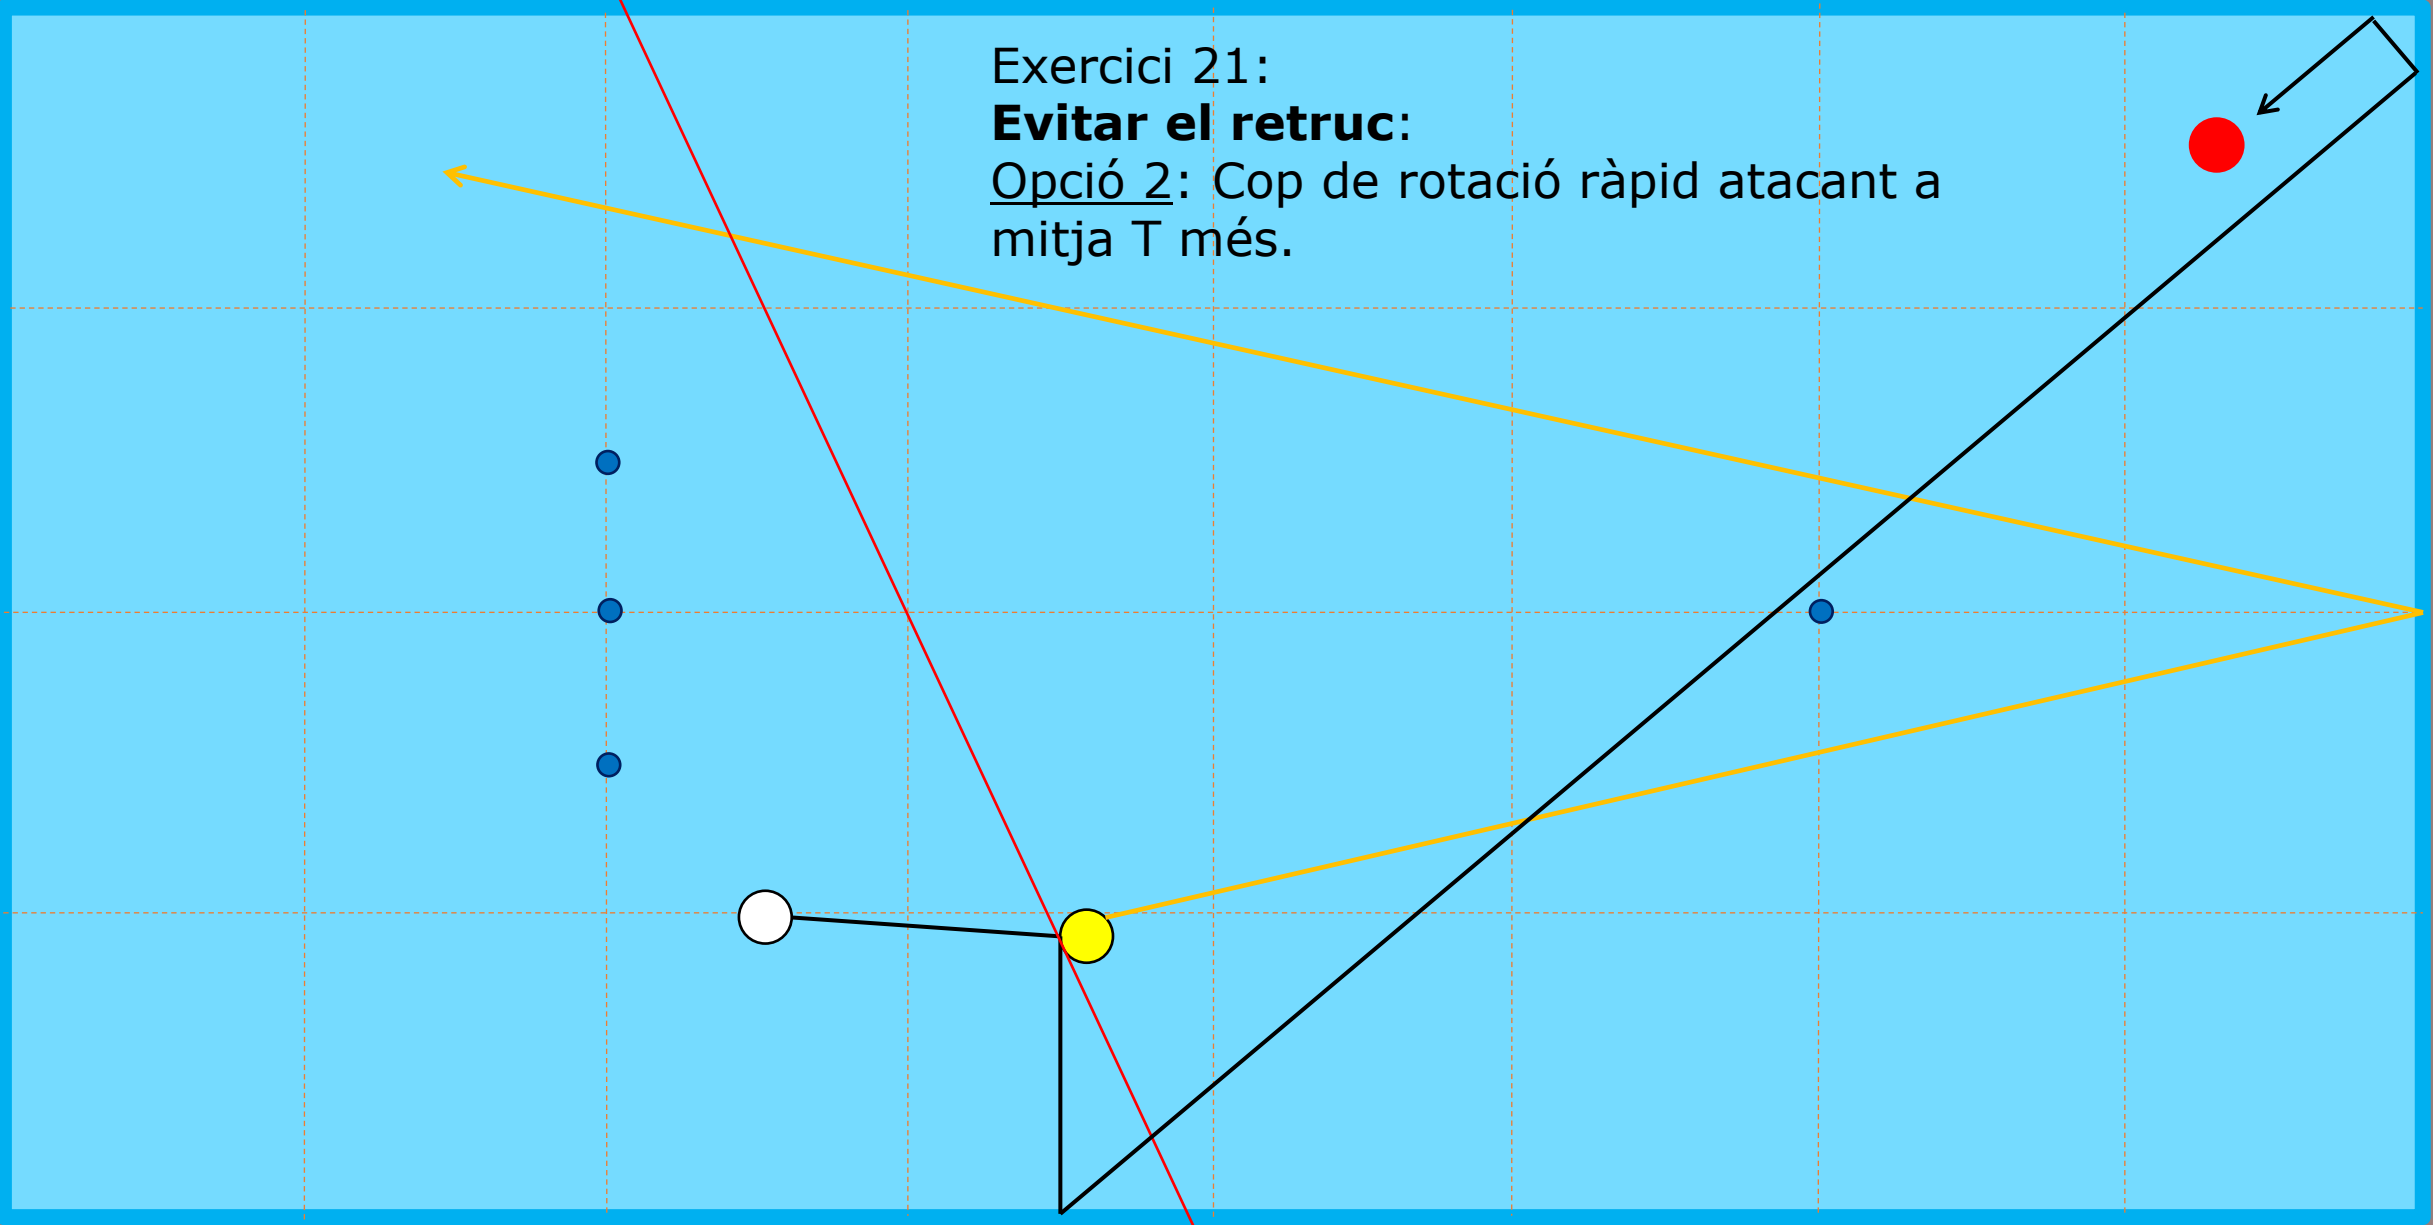 Exercici 21:
Evitar el retruc:
Opció 2: Cop de rotació ràpid atacant a
mitja T més.